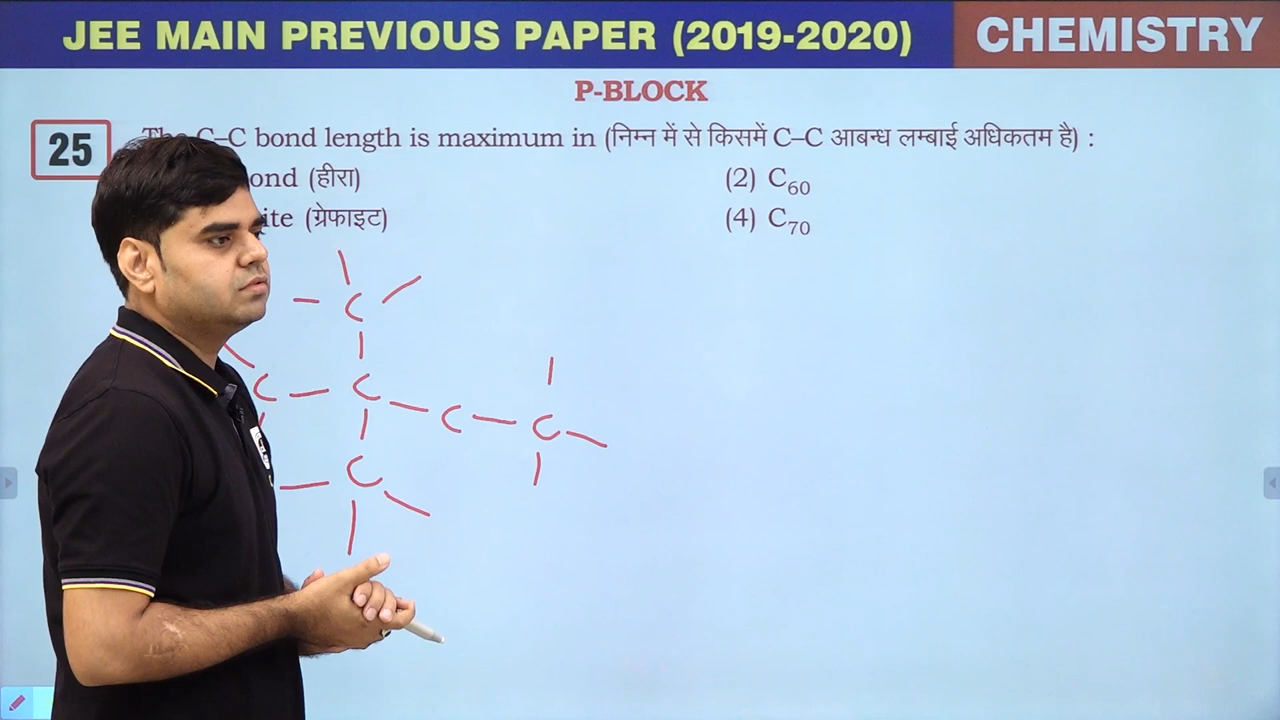 JEE MAIN PREVIOUS PAPER (2019-2020) CHEMISTRY
P-BLOCK
25 The C–C bond length is maximum in (निम्न में से किसमें C–C आबन्ध लम्बाई अधिकतम है) :
ond (हीरा) (2) C60
ite (ग्रेफाइट) (4) C70
C
C C C C
C